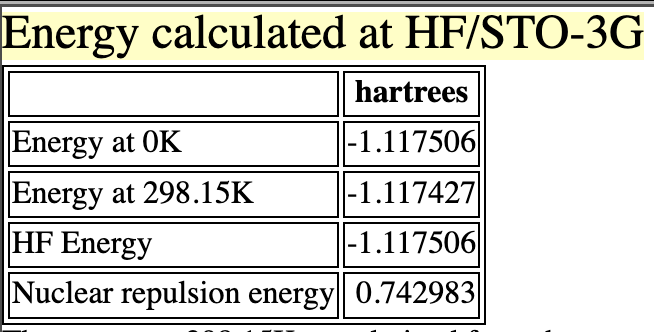 Energy calculated at HF/STO-3G
hartrees
Energy at 0K -1.117506
Energy at 298.15K -1.117427
HF Energy -1.117506
Nuclear repulsion energy 0.742983